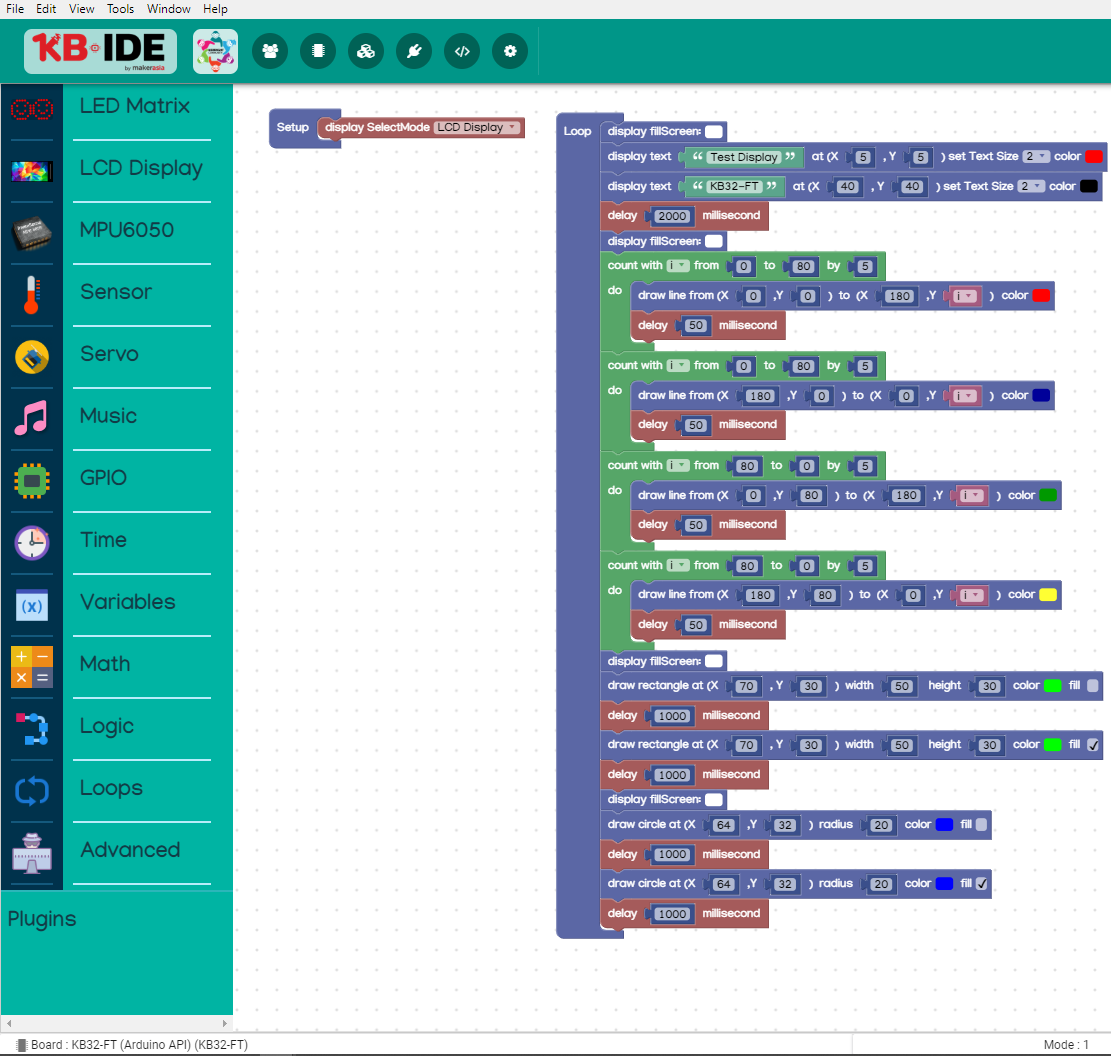 File Edit View Tools Window Help
KB IDE
by makerasia
LED Matrix
LCD Display
MPU6050
Sensor
Servo
Music
GPIO
Time
Variables
(x)
Math
Logic
Loops
Advanced
Plugins
Setup display SelectMode LCD Display
Loop display fillScreen:
display text “ Test Display ” at (X 5 , Y 5 ) set Text Size 2 color
display text “ KB32-FT ” at (X 40 , Y 40 ) set Text Size 2 color
delay 2000 millisecond
display fillScreen:
count with i from 0 to 80 by 5
do draw line from (X 0 ,Y 0 ) to (X 180 ,Y i ) color
delay 50 millisecond
count with i from 0 to 80 by 5
do draw line from (X 180 ,Y 0 ) to (X 0 ,Y i ) color
delay 50 millisecond
count with i from 80 to 0 by 5
do draw line from (X 0 ,Y 80 ) to (X 180 ,Y i ) color
delay 50 millisecond
count with i from 80 to 0 by 5
do draw line from (X 180 ,Y 80 ) to (X 0 ,Y i ) color
delay 50 millisecond
display fillScreen:
draw rectangle at (X 70 , Y 30 ) width 50 height 30 color fill
delay 1000 millisecond
draw rectangle at (X 70 , Y 30 ) width 50 height 30 color fill
delay 1000 millisecond
display fillScreen:
draw circle at (X 64 ,Y 32 ) radius 20 color fill
delay 1000 millisecond
draw circle at (X 64 ,Y 32 ) radius 20 color fill
delay 1000 millisecond
Board : KB32-FT (Arduino API) (KB32-FT) Mode : 1